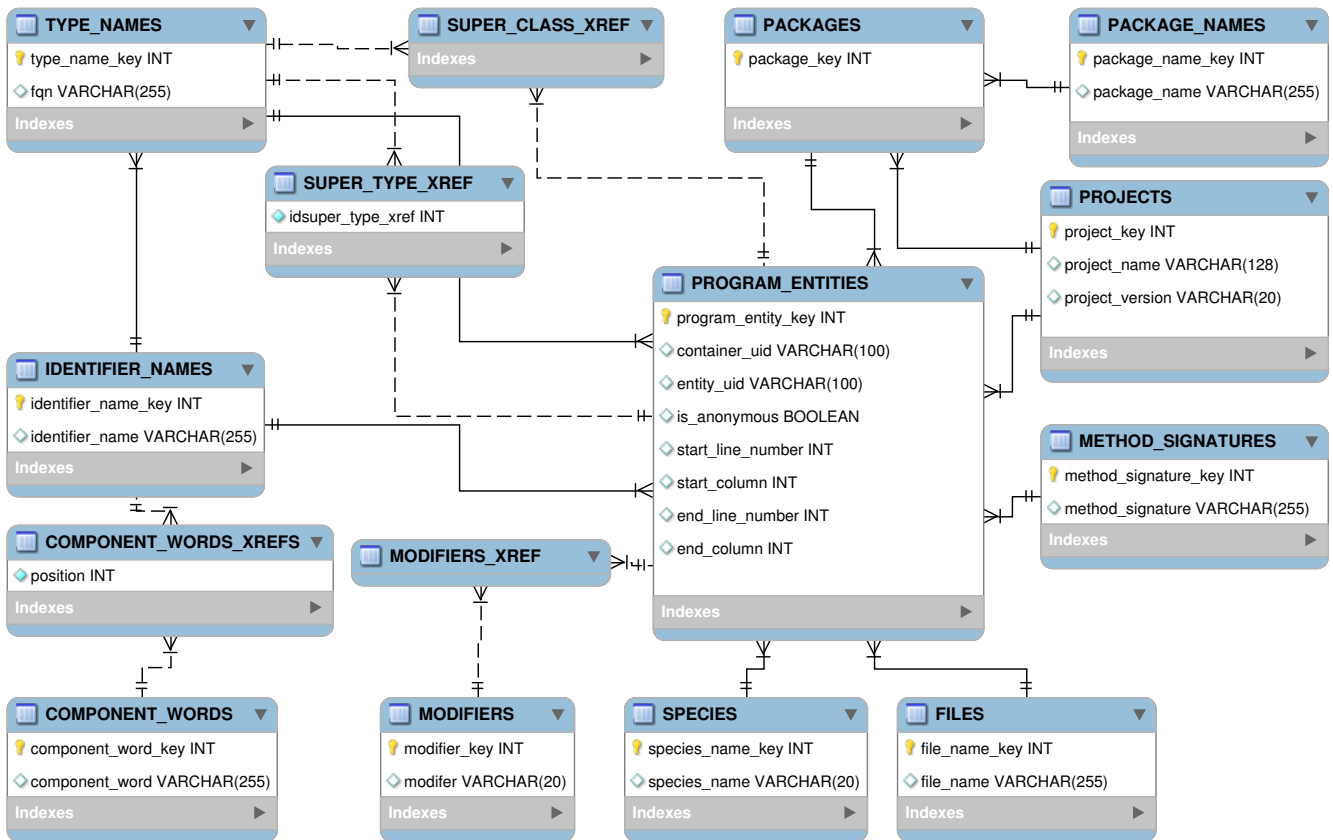 TYPE_NAMES
type_name_key INT
fqn VARCHAR(255)
Indexes
SUPER_CLASS_XREF
Indexes
PACKAGES
package_key INT
Indexes
PACKAGE_NAMES
package_name_key INT
package_name VARCHAR(255)
Indexes
SUPER_TYPE_XREF
idsuper_type_xref INT
Indexes
PROJECTS
project_key INT
project_name VARCHAR(128)
project_version VARCHAR(20)
Indexes
PROGRAM_ENTITIES
program_entity_key INT
container_uid VARCHAR(100)
entity_uid VARCHAR(100)
is_anonymous BOOLEAN
start_line_number INT
start_column INT
end_line_number INT
end_column INT
Indexes
IDENTIFIER_NAMES
identifier_name_key INT
identifier_name VARCHAR(255)
Indexes
METHOD_SIGNATURES
method_signature_key INT
method_signature VARCHAR(255)
Indexes
COMPONENT_WORDS_XREFS
position INT
Indexes
MODIFIERS_XREF
COMPONENT_WORDS
component_word_key INT
component_word VARCHAR(255)
Indexes
MODIFIERS
modifier_key INT
modifer VARCHAR(20)
Indexes
SPECIES
species_name_key INT
species_name VARCHAR(20)
Indexes
FILES
file_name_key INT
file_name VARCHAR(255)
Indexes